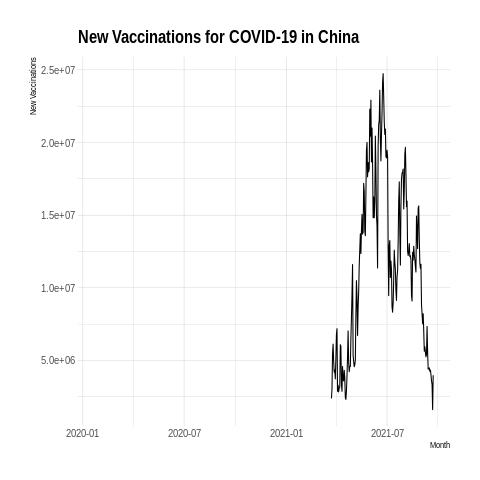 New Vaccinations for COVID-19 in China
New Vaccinations
2.5e+07
2.0e+07
1.5e+07
1.0e+07
5.0e+06
2020-01 2020-07 2021-01 2021-07
Month